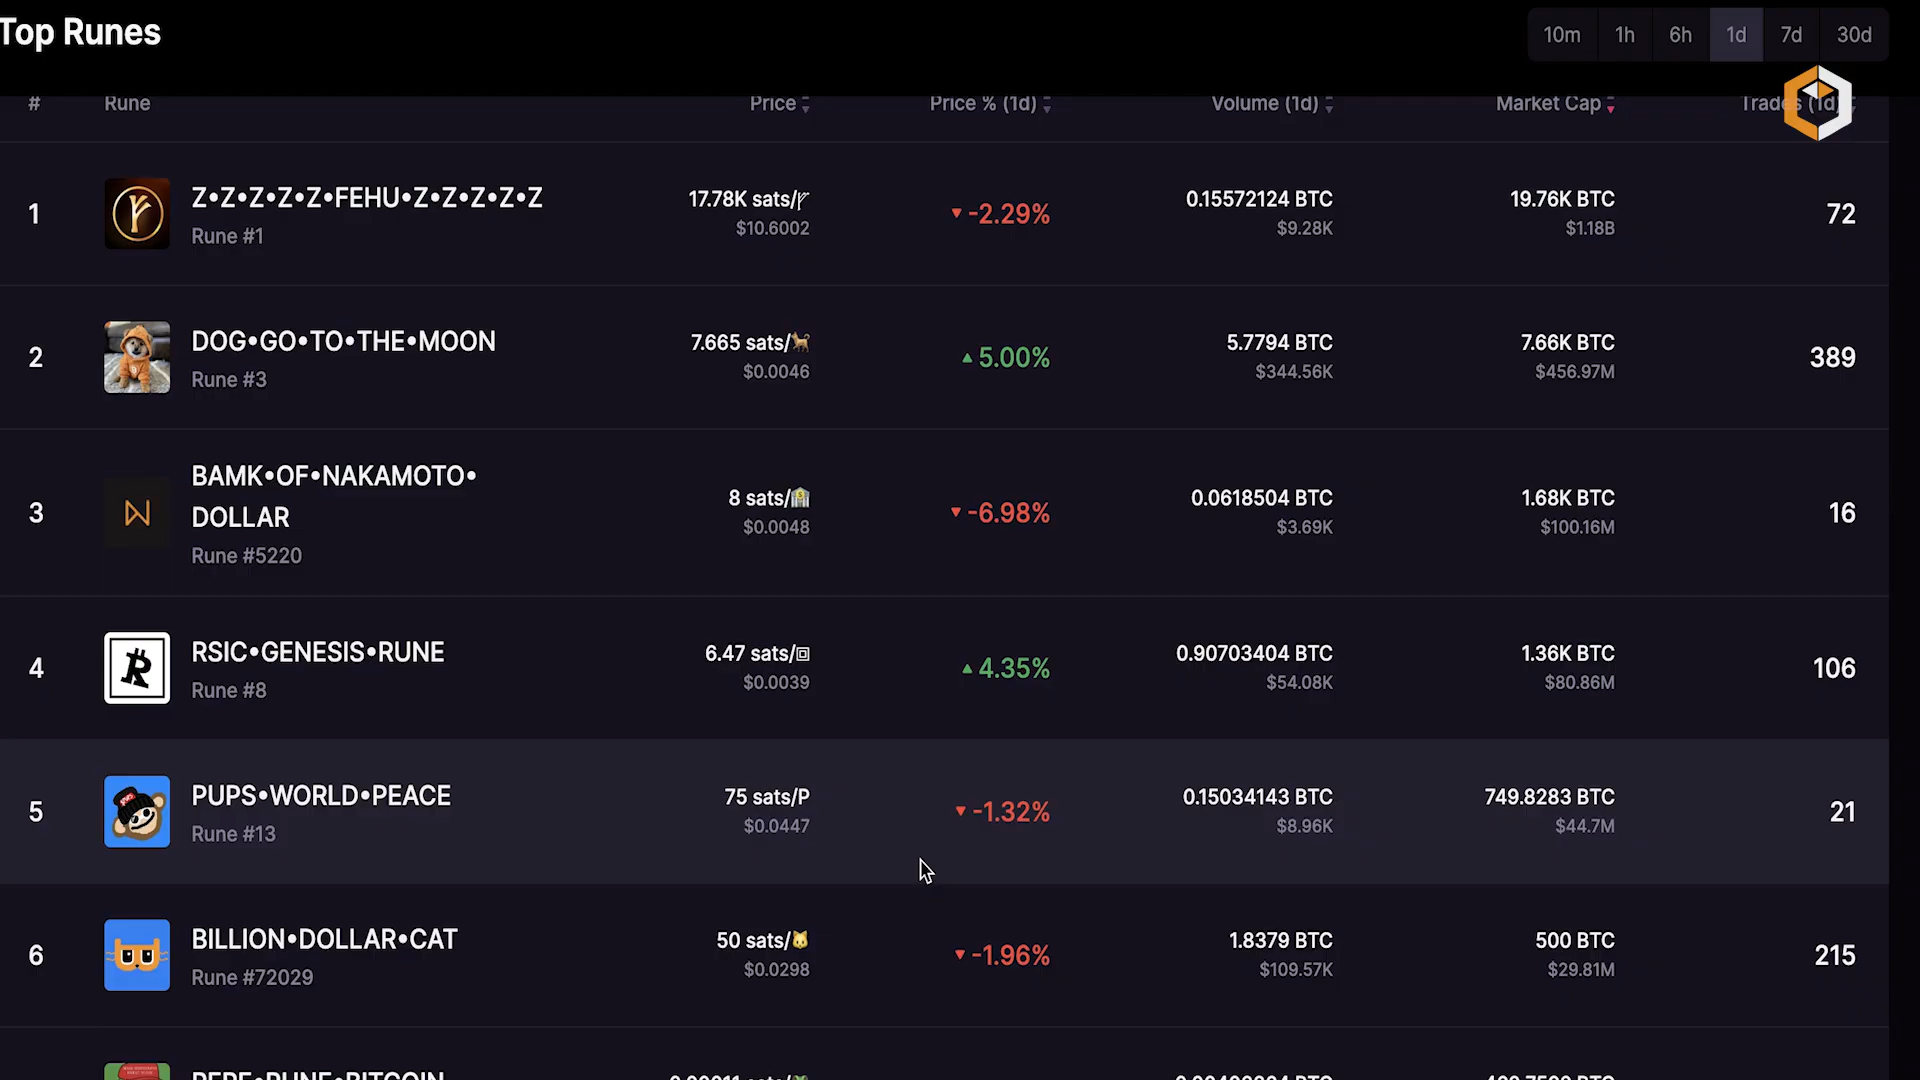 Top Runes
10m 1h 6h 1d 7d 30d
# Rune Price Price % (1d) Volume (1d) Market Cap Trades (1d)
1 Z•Z•Z•Z•Z•FEHU•Z•Z•Z•Z•Z 17.78K sats/ -2.29% 0.15572124 BTC 19.76K BTC 72
Rune #1 $10.6002 $9.28K $1.18B
2 DOG•GO•TO•THE•MOON 7.665 sats/🐕 5.00% 5.7794 BTC 7.66K BTC 389
Rune #3 $0.0046 $344.56K $456.97M
3 BAMK•OF•NAKAMOTO•
DOLLAR 8 sats/🏦 -6.98% 0.0618504 BTC 1.68K BTC 16
Rune #5220 $0.0048 $3.69K $100.16M
4 RSIC•GENESIS•RUNE 6.47 sats/⧈ 4.35% 0.90703404 BTC 1.36K BTC 106
Rune #8 $0.0039 $54.08K $80.86M
5 PUPS•WORLD•PEACE 75 sats/P -1.32% 0.15034143 BTC 749.8283 BTC 21
Rune #13 $0.0447 $8.96K $44.7M
6 BILLION•DOLLAR•CAT 50 sats/🐱 -1.96% 1.8379 BTC 500 BTC 215
Rune #72029 $0.0298 $109.57K $29.81M
PEPE•RUNE•BITCOIN